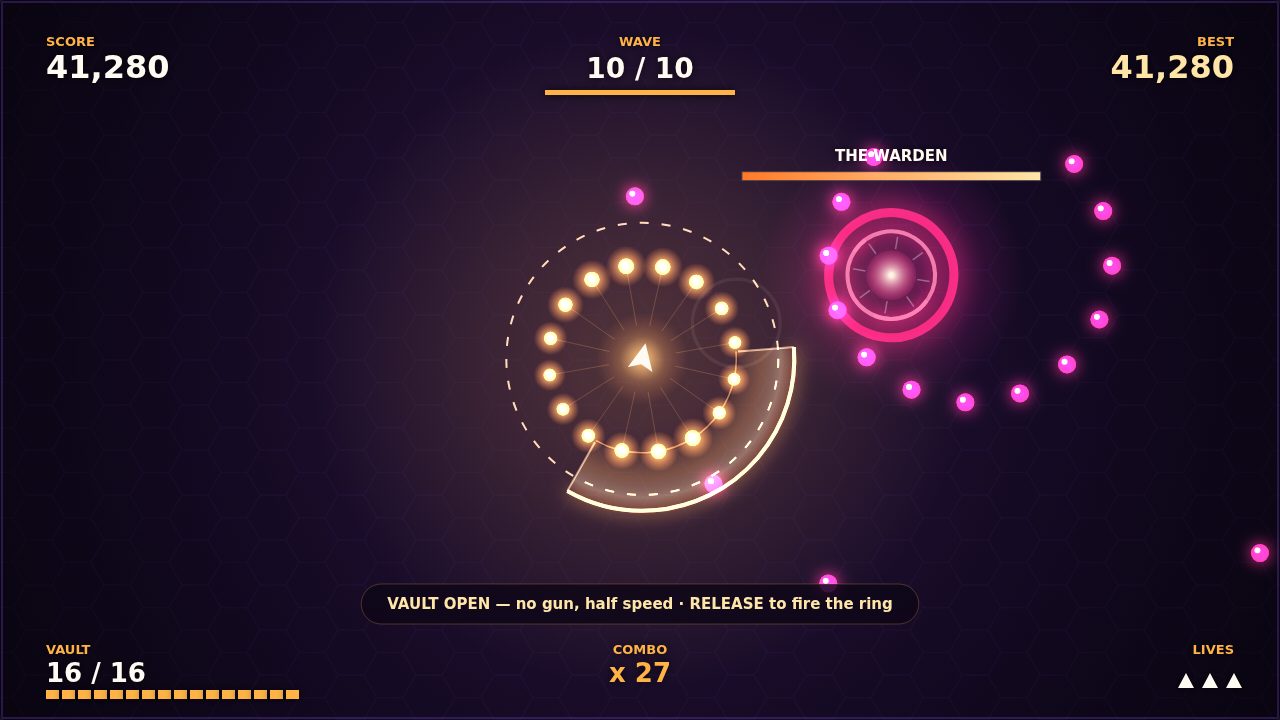 SCORE
41,280
WAVE
10 / 10
BEST
41,280
THE WARDEN
VAULT OPEN — no gun, half speed · RELEASE to fire the ring
VAULT
16 / 16
COMBO
x 27
LIVES